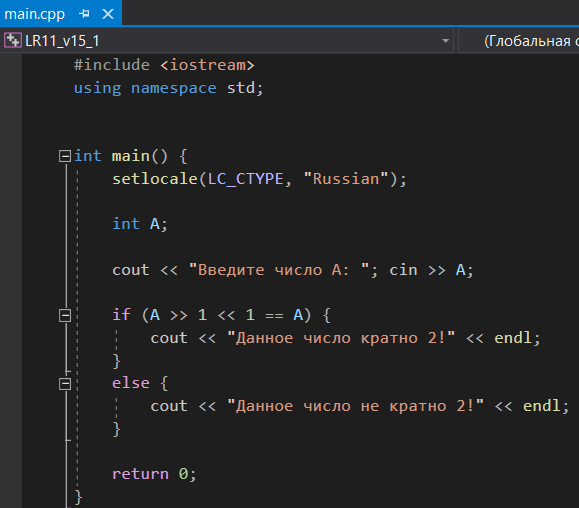 main.cpp
LR11_v15_1 (Глобальная о
#include <iostream>
using namespace std;
int main() {
setlocale(LC_CTYPE, "Russian");
int A;
cout << "Введите число A: "; cin >> A;
if (A >> 1 << 1 == A) {
cout << "Данное число кратно 2!" << endl;
}
else {
cout << "Данное число не кратно 2!" << endl;
}
return 0;
}